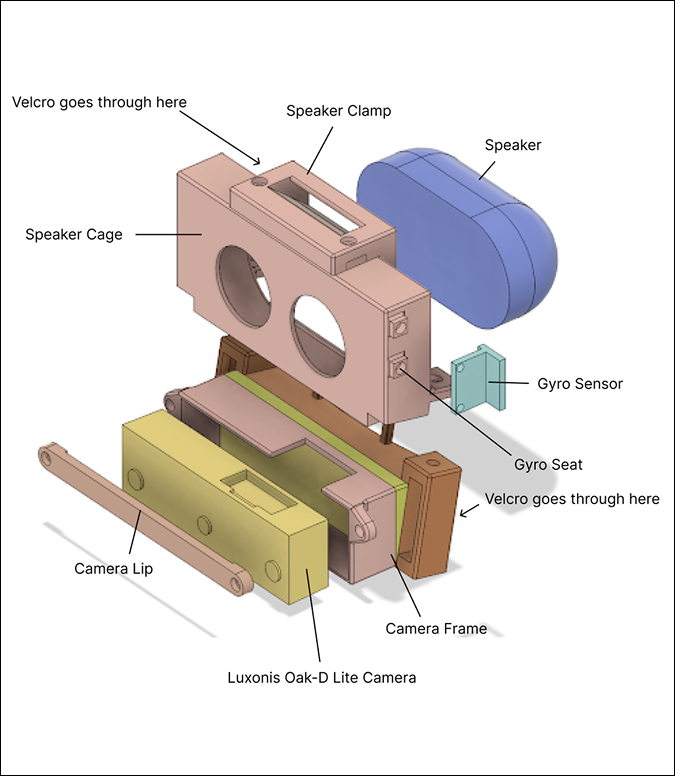 Velcro goes through here
Speaker Clamp
Speaker
Speaker Cage
Gyro Sensor
Gyro Seat
Velcro goes through here
Camera Lip
Camera Frame
Luxonis Oak-D Lite Camera